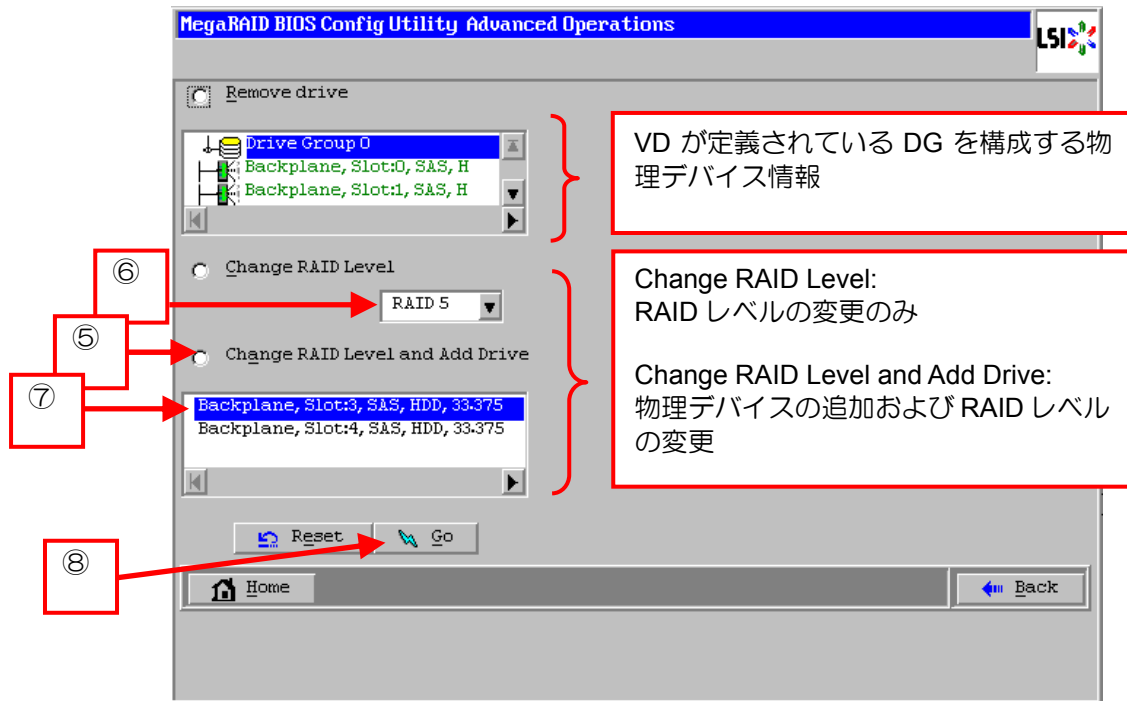 MegaRAID BIOS Config Utility Advanced Operations
LSI
Remove drive
Drive Group 0
Backplane, Slot:0, SAS, H
Backplane, Slot:1, SAS, H
VD が定義されている DG を構成する物
理デバイス情報
⑥
Change RAID Level
RAID 5
⑤
Change RAID Level and Add Drive
⑦
Backplane, Slot:3, SAS, HDD, 33.375
Backplane, Slot:4, SAS, HDD, 33.375
Change RAID Level:
RAID レベルの変更のみ
Change RAID Level and Add Drive:
物理デバイスの追加および RAID レベル
の変更
Reset
Go
⑧
Home
Back